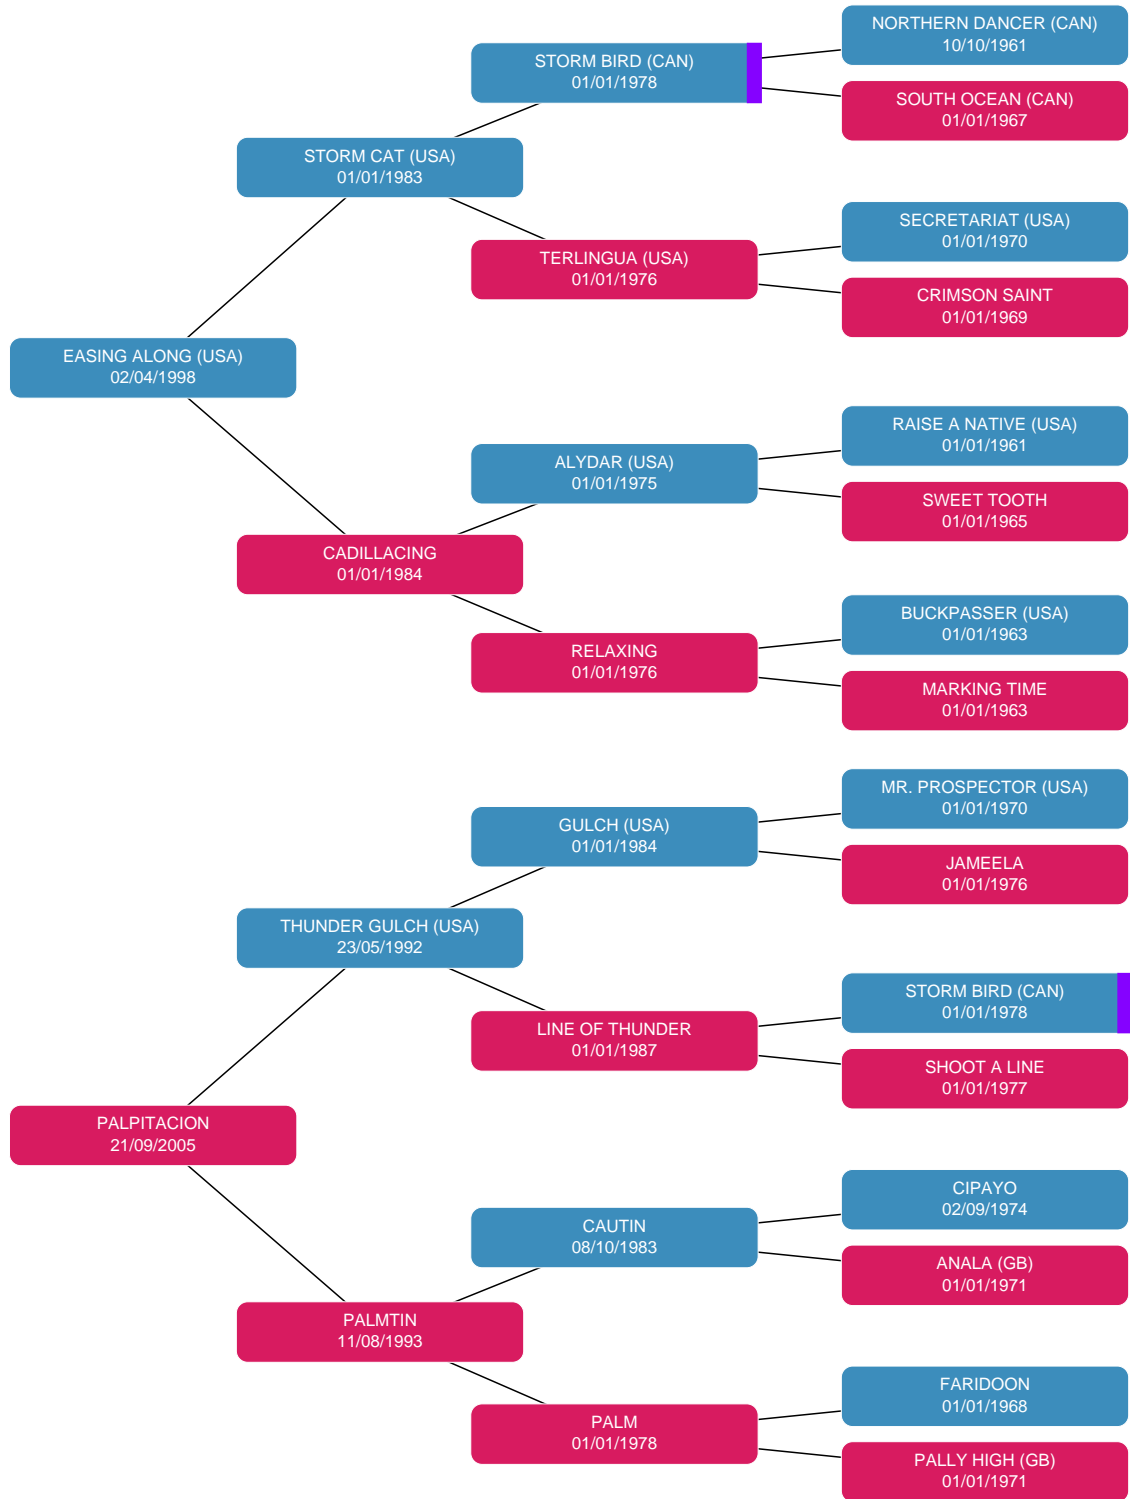 NORTHERN DANCER (CAN)
10/10/1961
STORM BIRD (CAN)
01/01/1978
SOUTH OCEAN (CAN)
01/01/1967
STORM CAT (USA)
01/01/1983
SECRETARIAT (USA)
01/01/1970
TERLINGUA (USA)
01/01/1976
CRIMSON SAINT
01/01/1969
EASING ALONG (USA)
02/04/1998
RAISE A NATIVE (USA)
01/01/1961
ALYDAR (USA)
01/01/1975
SWEET TOOTH
01/01/1965
CADILLACING
01/01/1984
BUCKPASSER (USA)
01/01/1963
RELAXING
01/01/1976
MARKING TIME
01/01/1963
MR. PROSPECTOR (USA)
01/01/1970
GULCH (USA)
01/01/1984
JAMEELA
01/01/1976
THUNDER GULCH (USA)
23/05/1992
STORM BIRD (CAN)
01/01/1978
LINE OF THUNDER
01/01/1987
SHOOT A LINE
01/01/1977
PALPITACION
21/09/2005
CIPAYO
02/09/1974
CAUTIN
08/10/1983
ANALA (GB)
01/01/1971
PALMTIN
11/08/1993
FARIDOON
01/01/1968
PALM
01/01/1978
PALLY HIGH (GB)
01/01/1971